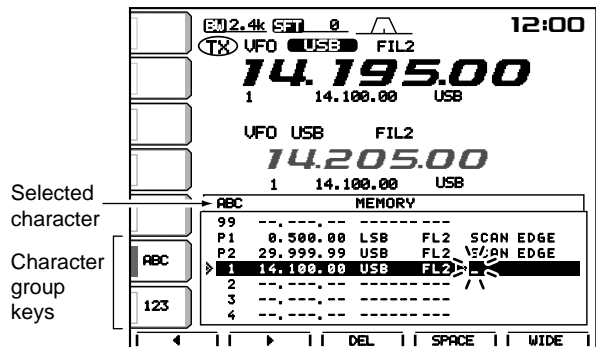 BW 2.4k SFT 0 12:00
TX VFO USB FIL2
14.195.00
1 14.100.00 USB
VFO USB FIL2
14.205.00
1 14.100.00 USB
Selected
character
ABC MEMORY
99 --.---.-- ------ ---
P1 0.500.00 LSB FL2 SCAN EDGE
P2 29.999.99 USB FL2 SCAN EDGE
1 14.100.00 USB FL2
2 --.---.-- ------ ---
3 --.---.-- ------ ---
4 --.---.-- ------ ---
Character
group
keys
ABC
123
DEL SPACE WIDE